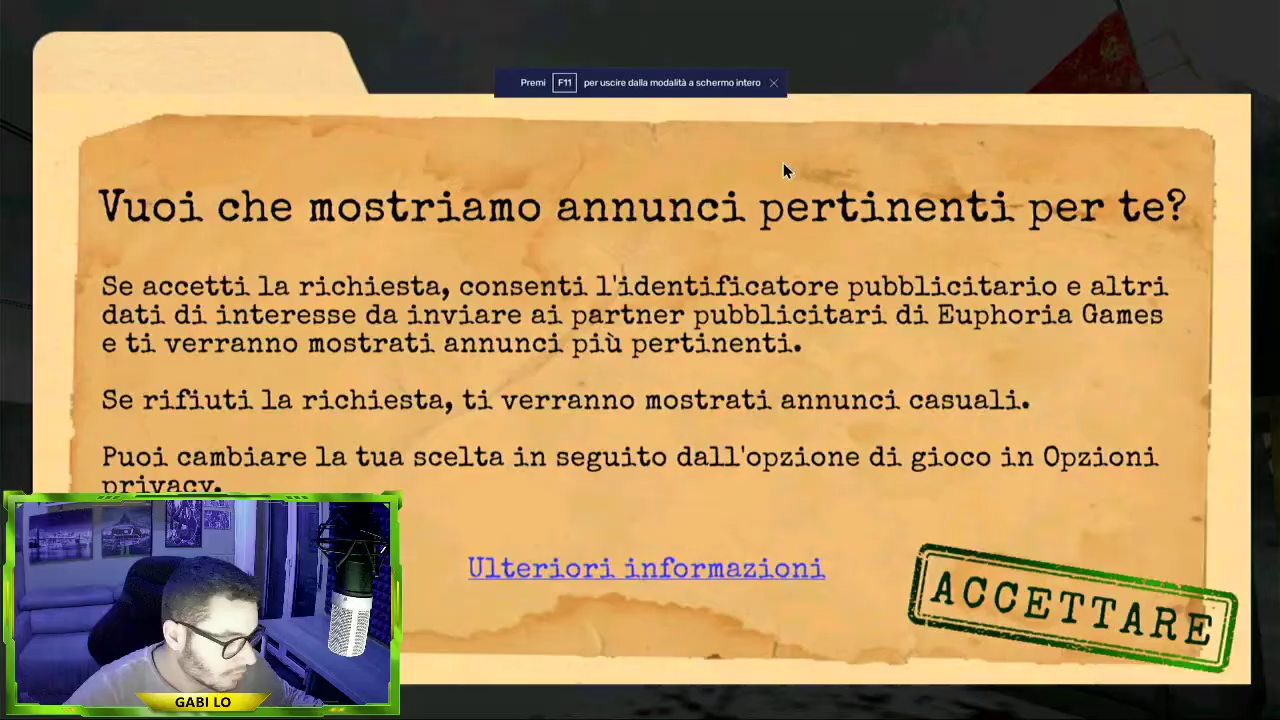 Premi F11 per uscire dalla modalità a schermo intero
Vuoi che mostriamo annunci pertinenti per te?
Se accetti la richiesta, consenti l'identificatore pubblicitario e altri
dati di interesse da inviare ai partner pubblicitari di Euphoria Games
e ti verranno mostrati annunci più pertinenti.
Se rifiuti la richiesta, ti verranno mostrati annunci casuali.
Puoi cambiare la tua scelta in seguito dall'opzione di gioco in Opzioni
privacy.
Ulteriori informazioni
ACCETTARE
GABI LO